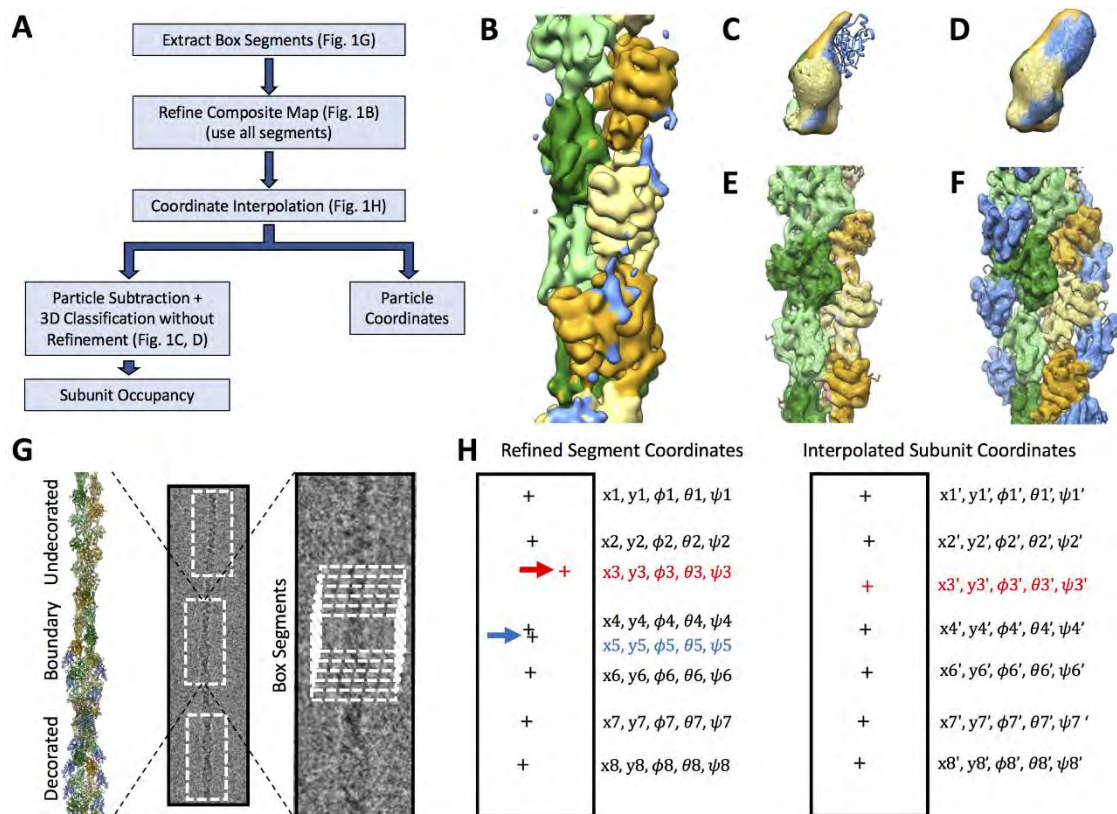 A
Extract Box Segments (Fig. 1G)
Refine Composite Map (Fig. 1B)
(use all segments)
Coordinate Interpolation (Fig. 1H)
Particle Subtraction +
3D Classification without
Refinement (Fig. 1C, D)
Particle
Coordinates
Subunit Occupancy
B
C
D
E
F
G
Undecorated
Boundary
Decorated
Box Segments
H
Refined Segment Coordinates
x1, y1, ϕ1, θ1, ψ1
x2, y2, ϕ2, θ2, ψ2
x3, y3, ϕ3, θ3, ψ3
x4, y4, ϕ4, θ4, ψ4
x5, y5, ϕ5, θ5, ψ5
x6, y6, ϕ6, θ6, ψ6
x7, y7, ϕ7, θ7, ψ7
x8, y8, ϕ8, θ8, ψ8
Interpolated Subunit Coordinates
x1', y1', ϕ1', θ1', ψ1'
x2', y2', ϕ2', θ2', ψ2'
x3', y3', ϕ3', θ3', ψ3'
x4', y4', ϕ4', θ4', ψ4'
x6', y6', ϕ6', θ6', ψ6'
x7', y7', ϕ7', θ7', ψ7 '
x8', y8', ϕ8', θ8', ψ8'